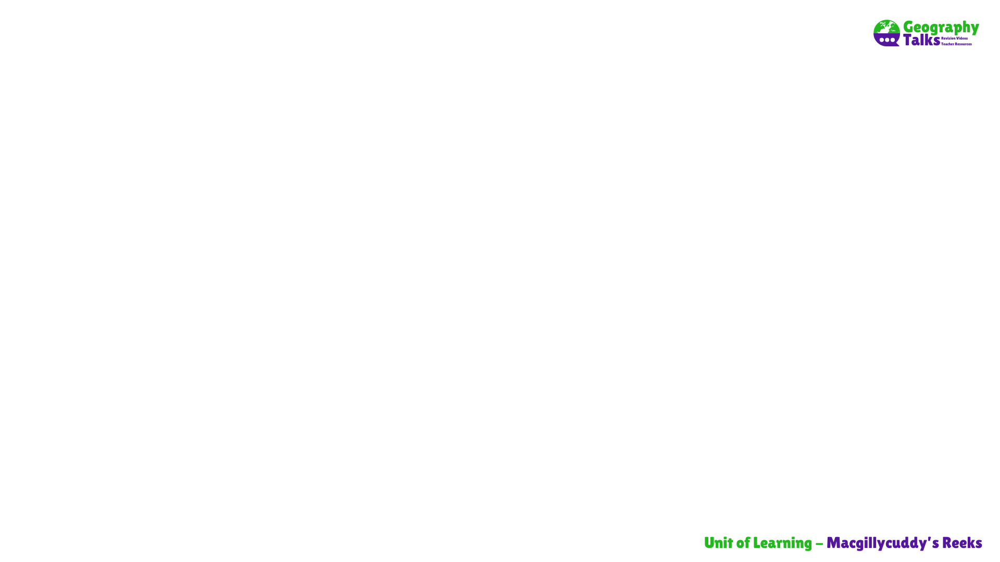 Geography
Talks
Revision Videos
Teacher Resources
Unit of Learning – Macgillycuddy's Reeks